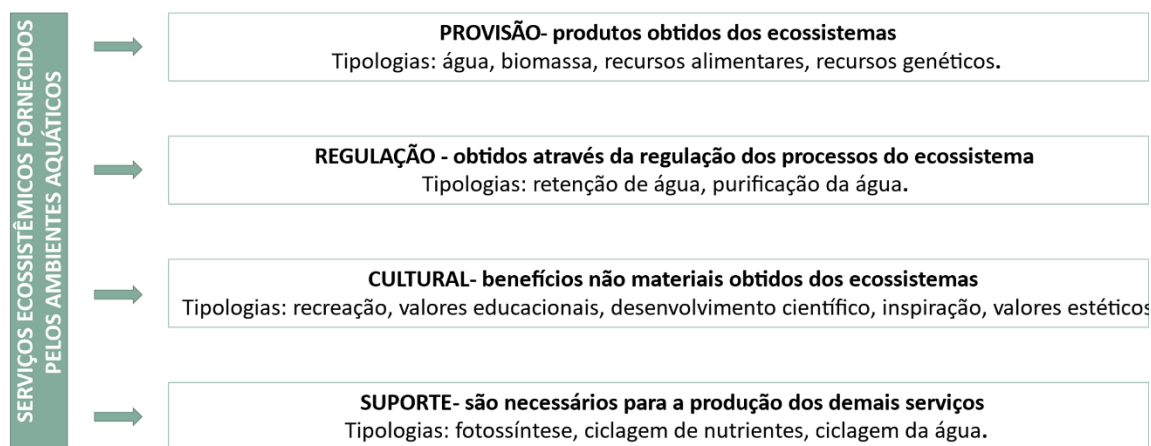 SERVIÇOS ECOSSISTÊMICOS FORNECIDOS
PELOS AMBIENTES AQUÁTICOS
PROVISÃO- produtos obtidos dos ecossistemas
Tipologias: água, biomassa, recursos alimentares, recursos genéticos.
REGULAÇÃO - obtidos através da regulação dos processos do ecossistema
Tipologias: retenção de água, purificação da água.
CULTURAL- benefícios não materiais obtidos dos ecossistemas
Tipologias: recreação, valores educacionais, desenvolvimento científico, inspiração, valores estéticos
SUPORTE- são necessários para a produção dos demais serviços
Tipologias: fotossíntese, ciclagem de nutrientes, ciclagem da água.